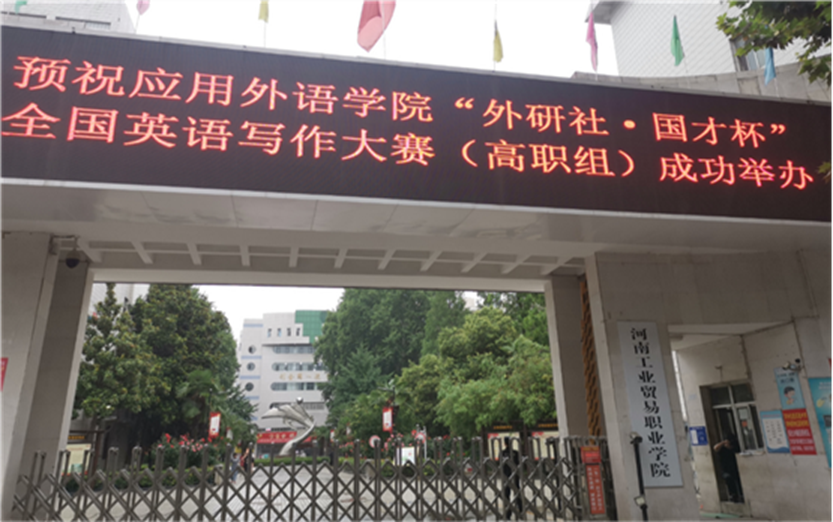 预祝应用外语学院“外研社·国才杯”
全国英语写作大赛（高职组）成功举办
河南工业贸易职业学院